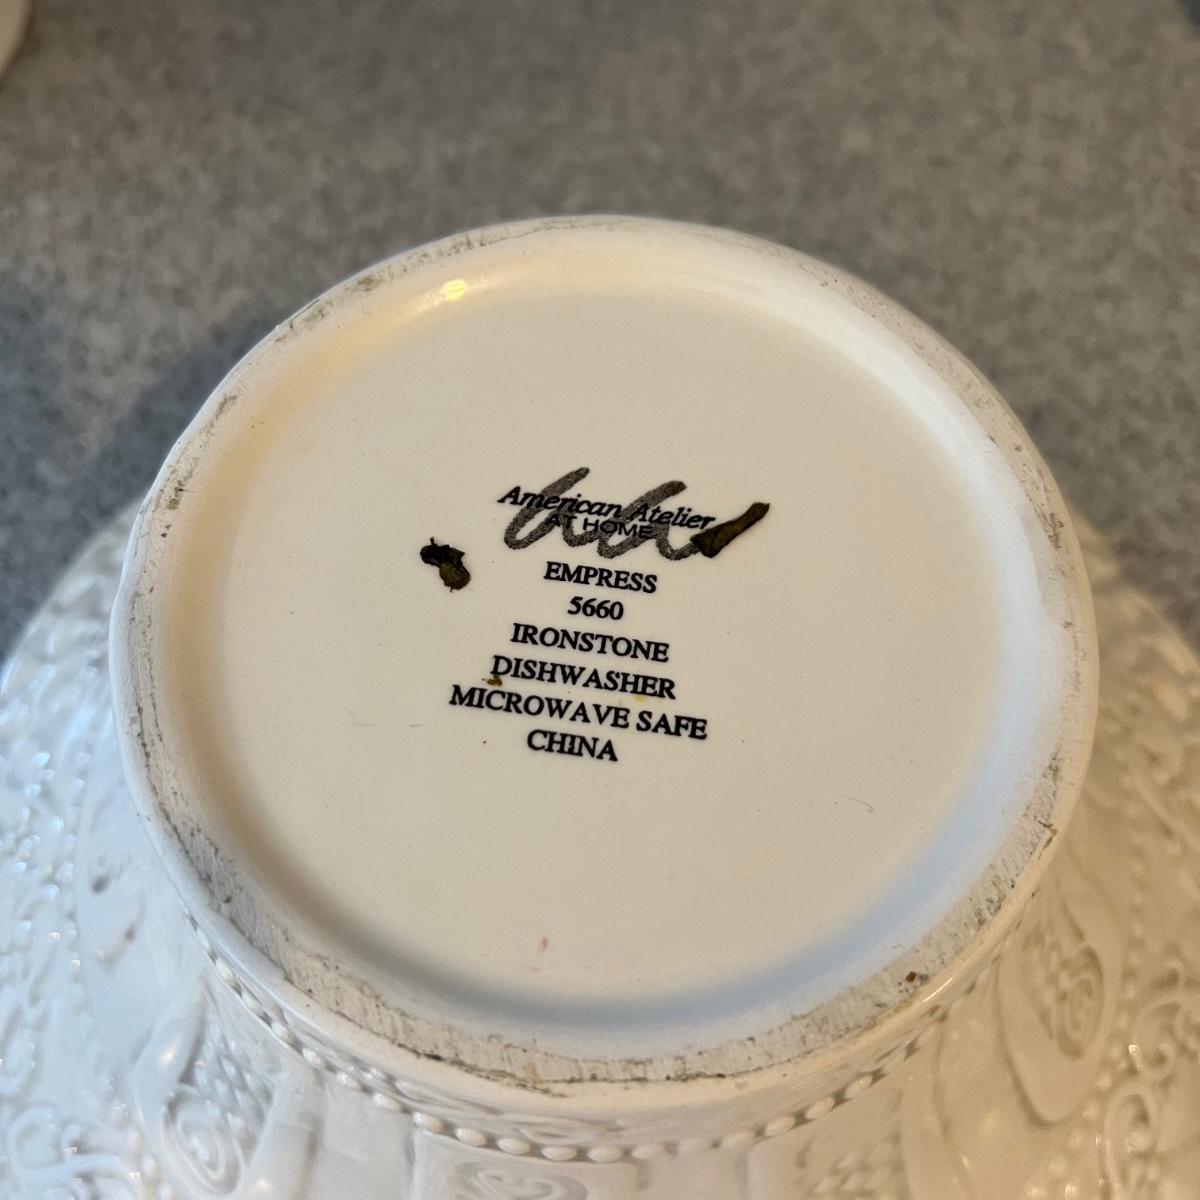 American Atelier
AT HOME
EMPRESS
5660
IRONSTONE
DISHWASHER
MICROWAVE SAFE
CHINA